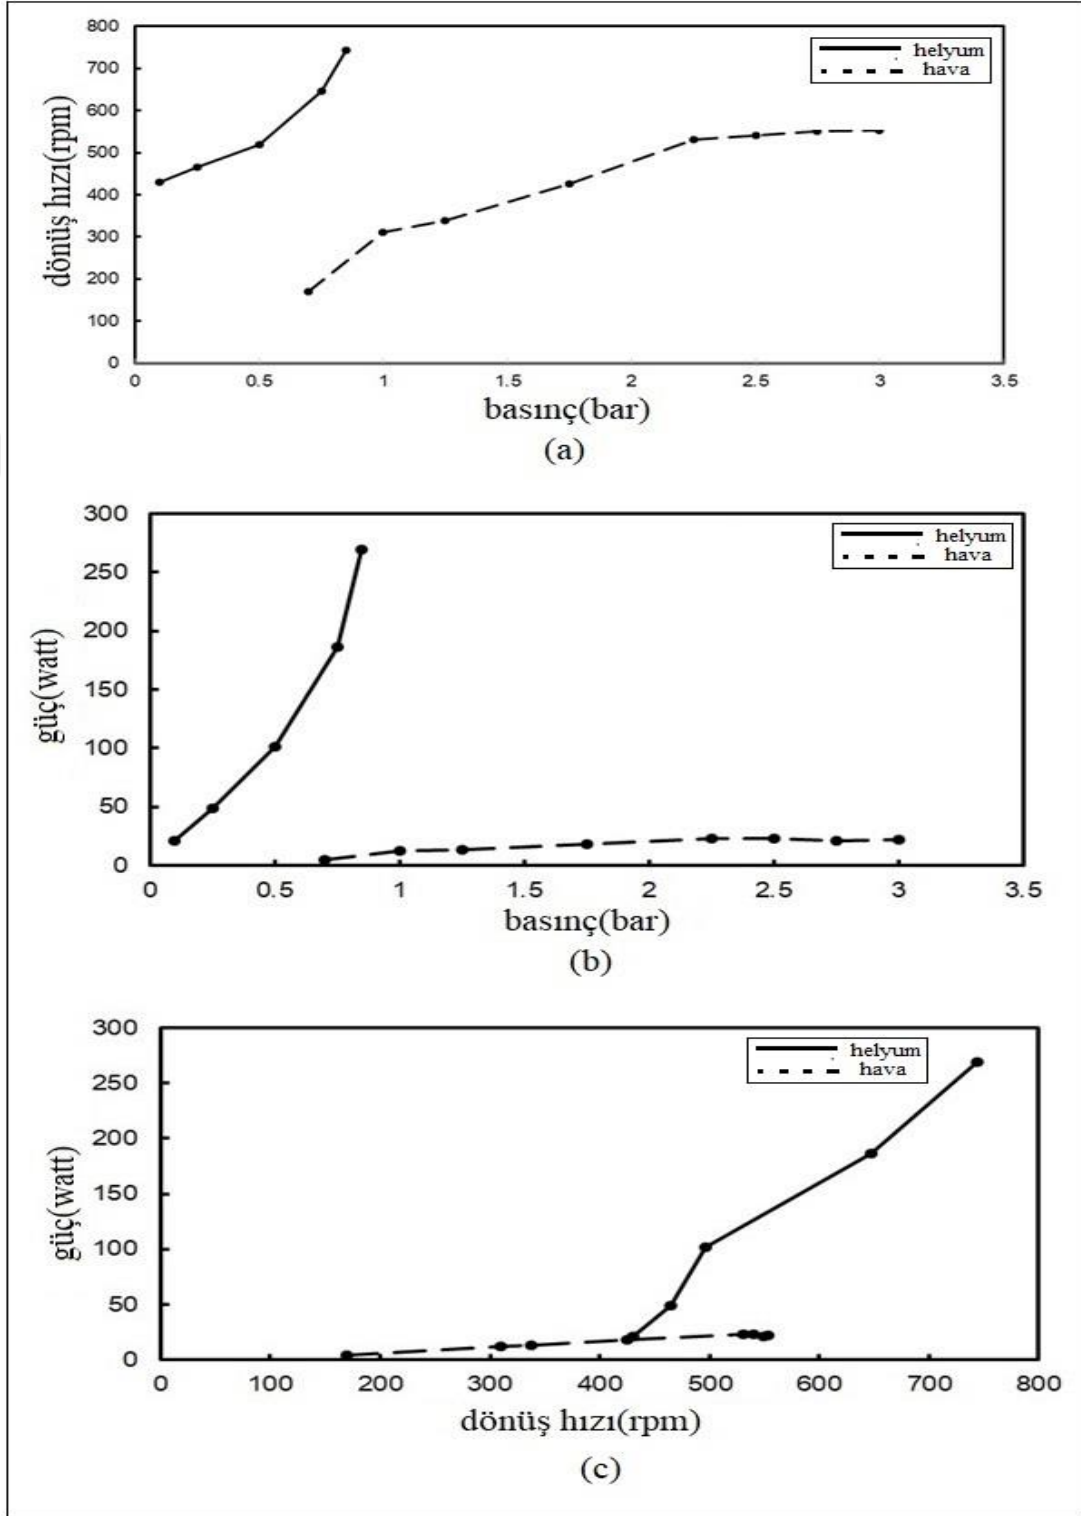 800
700
600
500
400
300
200
100
0
dönüş hızı(rpm)
helyum
hava
0 0.5 1 1.5 2 2.5 3 3.5
basınç(bar)
(a)
300
250
200
150
100
50
0
güç(watt)
helyum
hava
0 0.5 1 1.5 2 2.5 3 3.5
basınç(bar)
(b)
300
250
200
150
100
50
0
güç(watt)
helyum
hava
0 100 200 300 400 500 600 700 800
dönüş hızı(rpm)
(c)